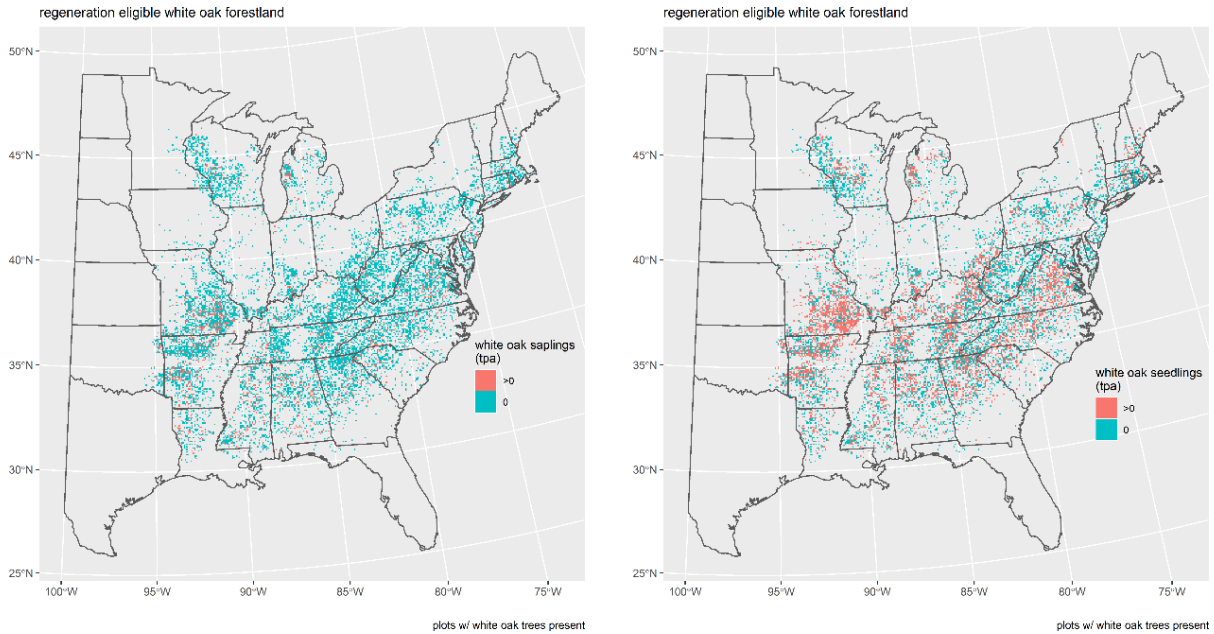 regeneration eligible white oak forestland
50°N
45°N
40°N
35°N
30°N
25°N
100°W
95°W
90°W
85°W
80°W
75°W
white oak saplings
(tpa)
>0
0
plots w/ white oak trees present
regeneration eligible white oak forestland
50°N
45°N
40°N
35°N
30°N
25°N
100°W
95°W
90°W
85°W
80°W
75°W
white oak seedlings
(tpa)
>0
0
plots w/ white oak trees present